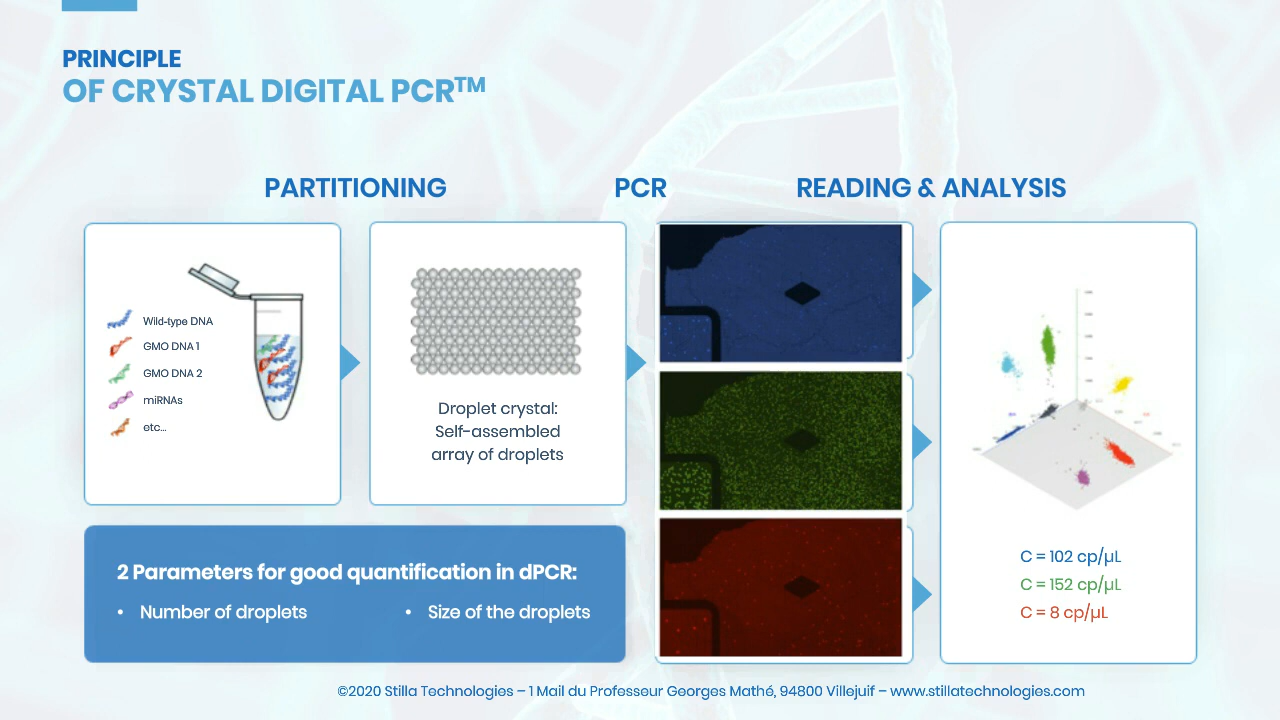 PRINCIPLE
OF CRYSTAL DIGITAL PCR™
PARTITIONING
PCR
READING & ANALYSIS
Wild-type DNA
GMO DNA 1
GMO DNA 2
miRNAs
etc...
Droplet crystal:
Self-assembled
array of droplets
2 Parameters for good quantification in dPCR:
• Number of droplets
• Size of the droplets
C = 102 cp/µL
C = 152 cp/µL
C = 8 cp/µL
©2020 Stilla Technologies – 1 Mail du Professeur Georges Mathé, 94800 Villejuif – www.stillatechnologies.com